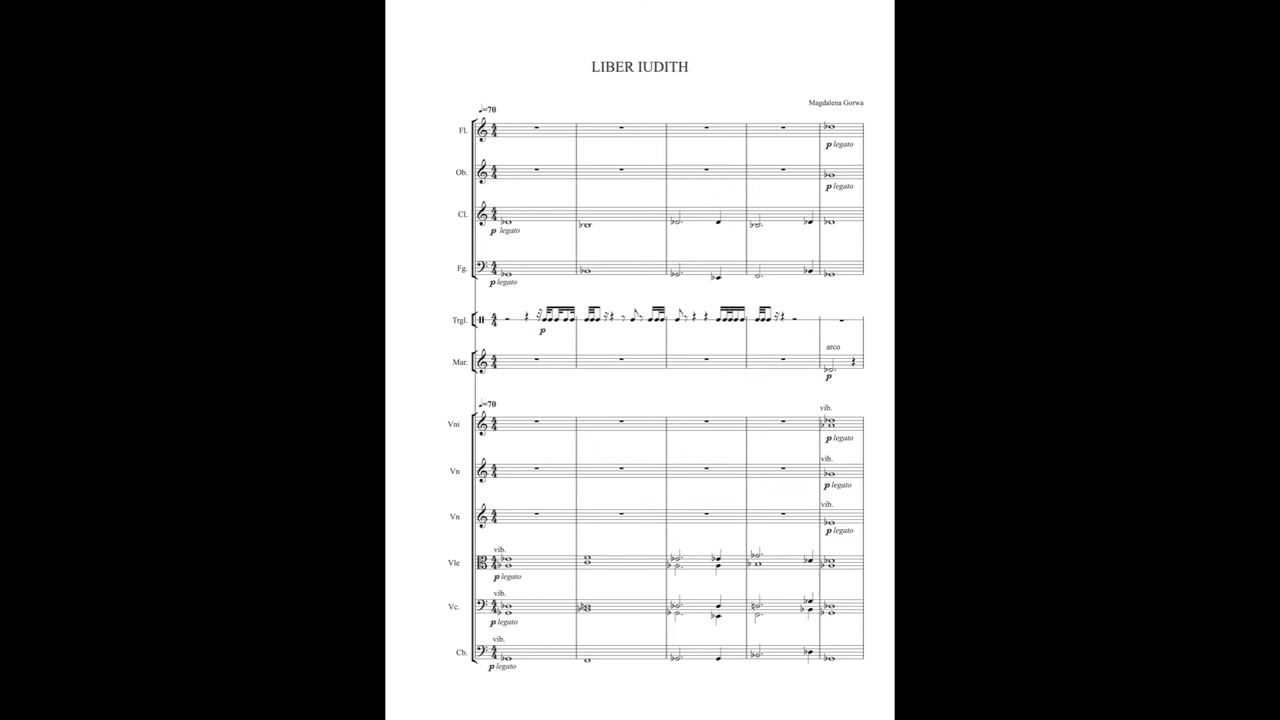 LIBER IUDITH
Magdalena Gorwa
♩=70
Fl.
p legato
Ob.
p legato
Cl.
p legato
Fg.
p legato
Trgl.
p
arco
Mar.
p
♩=70
vib.
Vni
p legato
vib.
Vn
p legato
vib.
Vn
p legato
vib.
Vle
p legato
vib.
Vc.
p legato
vib.
Cb.
p legato